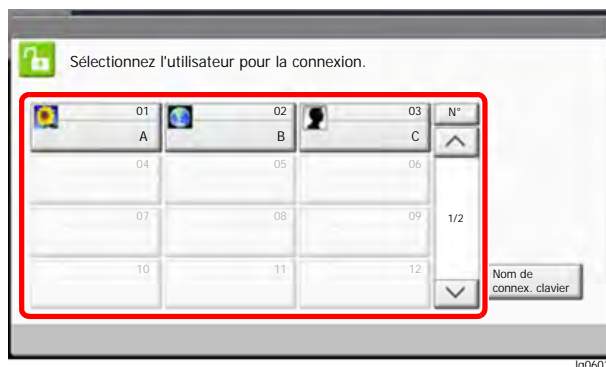 Sélectionnez l'utilisateur pour la connexion.
01 02 03 N°
A B C
04 05 06
07 08 09 1/2
10 11 12
Nom de
connex. clavier